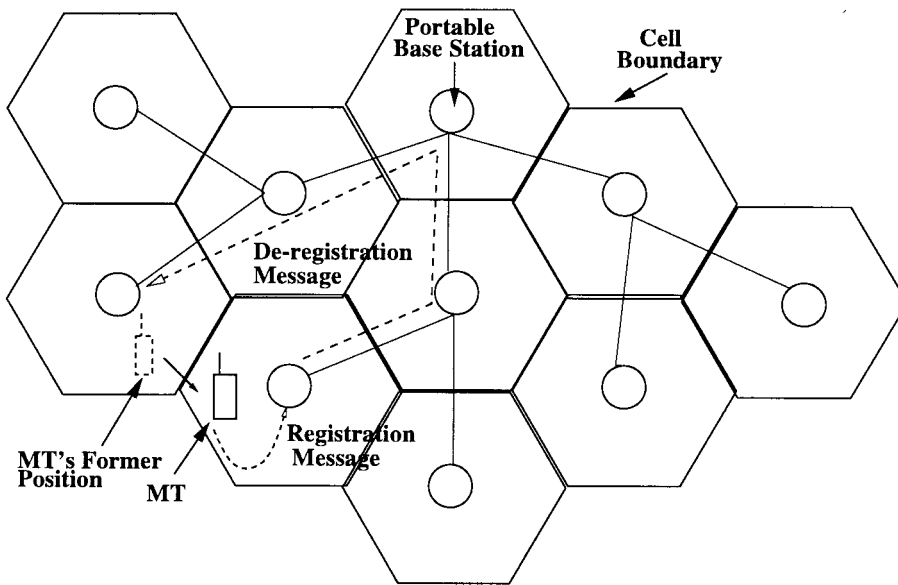 Portable
Base Station
Cell
Boundary
De-registration
Message
Registration
Message
MT's Former
Position
MT